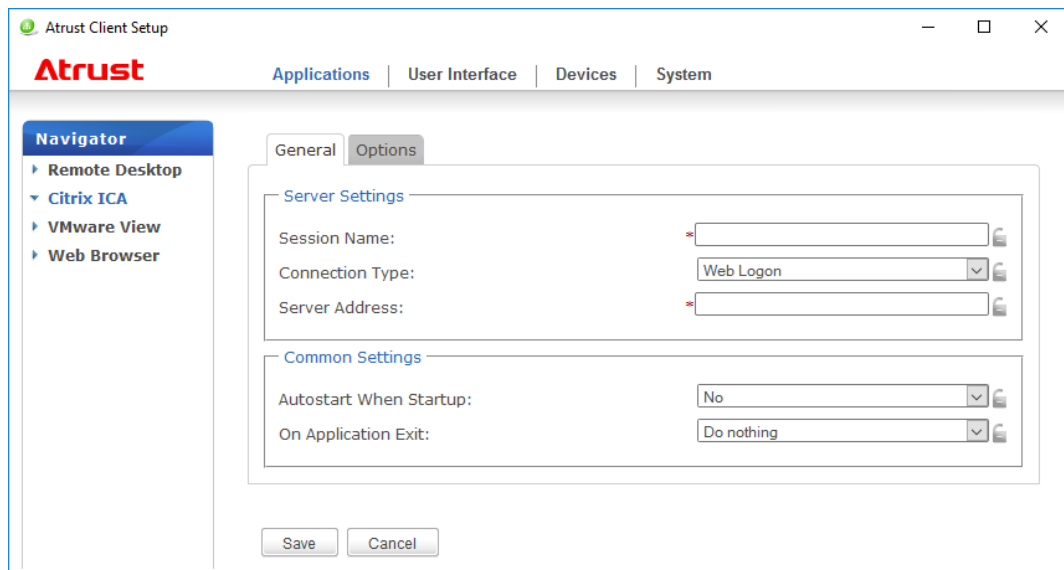 Atrust Client Setup
Atrust
Applications | User Interface | Devices | System
Navigator
Remote Desktop
Citrix ICA
VMware View
Web Browser
General
Options
Server Settings
Session Name: *
Connection Type: Web Logon
Server Address: *
Common Settings
Autostart When Startup: No
On Application Exit: Do nothing
Save
Cancel